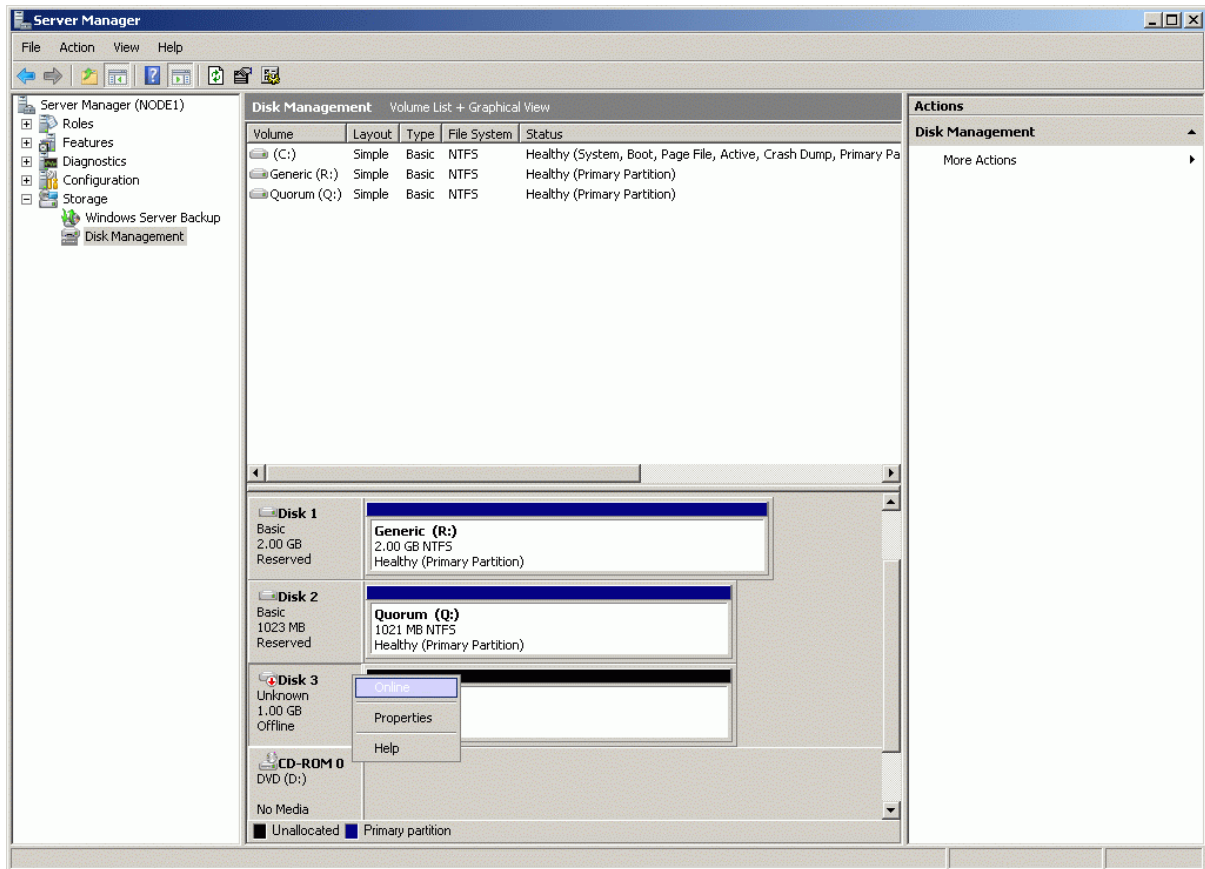 Server Manager
File Action View Help
Server Manager (NODE1)
Roles
Features
Diagnostics
Configuration
Storage
Windows Server Backup
Disk Management
Disk Management Volume List + Graphical View
Volume Layout Type File System Status
(C:) Simple Basic NTFS Healthy (System, Boot, Page File, Active, Crash Dump, Primary Pa
Generic (R:) Simple Basic NTFS Healthy (Primary Partition)
Quorum (Q:) Simple Basic NTFS Healthy (Primary Partition)
Disk 1
Basic
2.00 GB
Reserved
Generic (R:)
2.00 GB NTFS
Healthy (Primary Partition)
Disk 2
Basic
1023 MB
Reserved
Quorum (Q:)
1021 MB NTFS
Healthy (Primary Partition)
Disk 3
Unknown
1.00 GB
Offline
Online
Properties
Help
CD-ROM 0
DVD (D:)
No Media
Unallocated Primary partition
Actions
Disk Management
More Actions